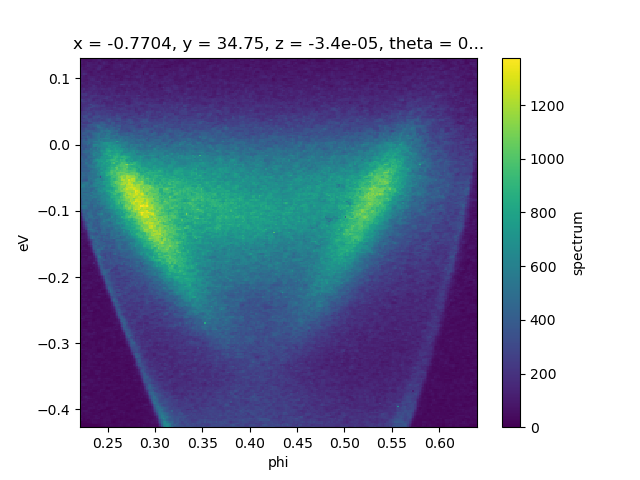 x = -0.7704, y = 34.75, z = -3.4e-05, theta = 0...
0.1
0.0
−0.1
−0.2
−0.3
−0.4
eV
0.25 0.30 0.35 0.40 0.45 0.50 0.55 0.60
phi
1200
1000
800
600
400
200
0
spectrum